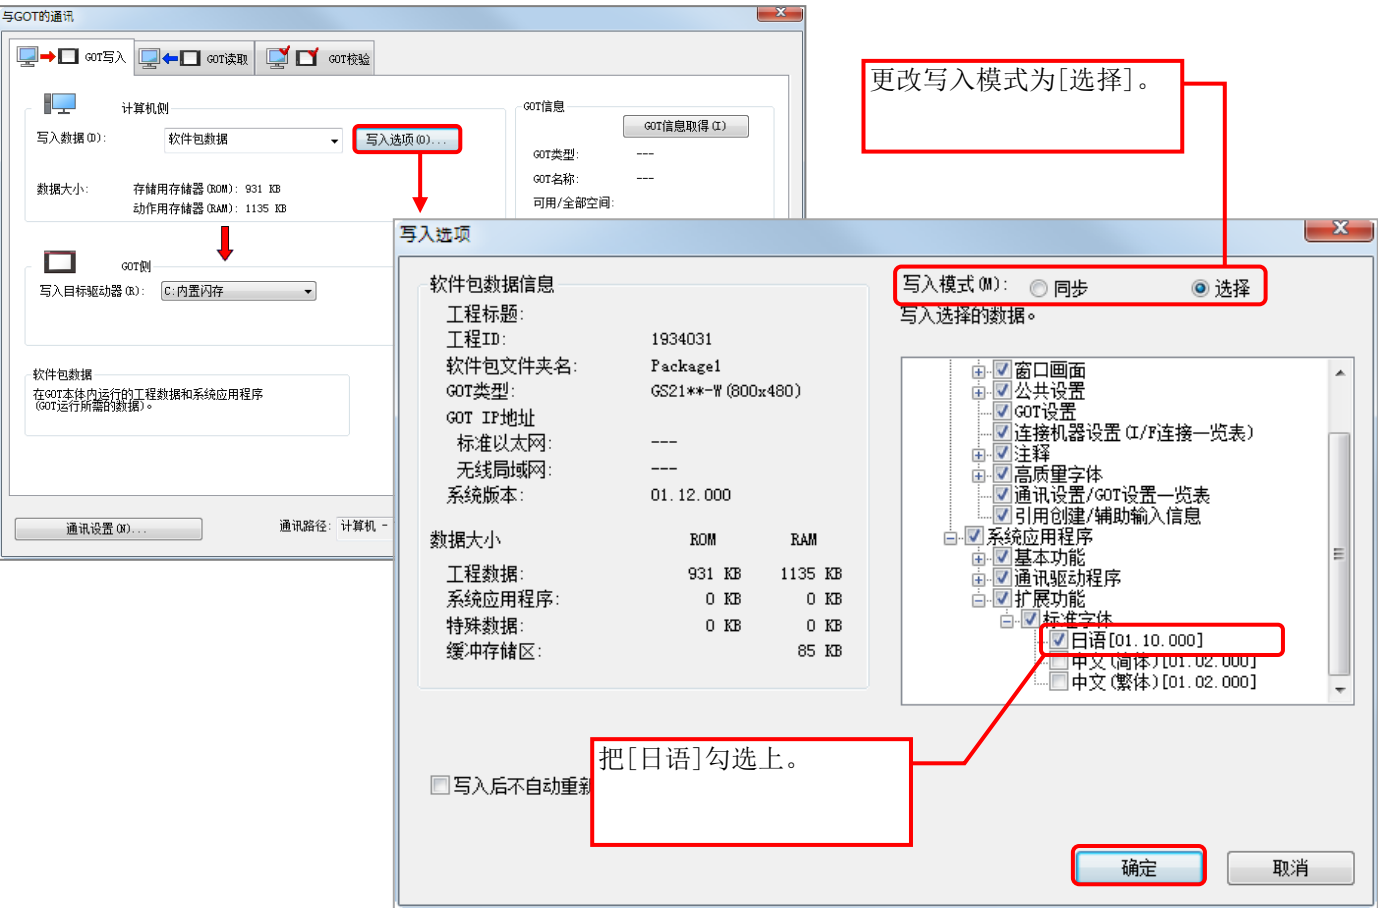 与GOT的通讯
GOT写入
GOT读取
GOT校验
计算机侧
写入数据(D):
软件包数据
写入选项(O)...
数据大小:
存储用存储器(ROM): 931 KB
动作用存储器(RAM): 1135 KB
GOT信息
GOT信息取得(I)
GOT类型:
---
GOT名称:
---
可用/全部空间:
GOT侧
写入目标驱动器(R):
C:内置闪存
软件包数据
在GOT本体内运行的工程数据和系统应用程序
(GOT运行所需的数据)。
通讯设置(N)...
通讯路径:
计算机 -
更改写入模式为[选择]。
写入选项
软件包数据信息
工程标题:
工程ID:
1934031
软件包文件夹名:
Package1
GOT类型:
GS21**-W(800x480)
GOT IP地址
标准以太网:
---
无线局域网:
---
系统版本:
01.12.000
数据大小
ROM
RAM
工程数据:
931 KB
1135 KB
系统应用程序:
0 KB
0 KB
特殊数据:
0 KB
0 KB
缓冲存储区:
85 KB
写入模式(M):
同步
选择
写入选择的数据。
窗口画面
公共设置
GOT设置
连接机器设置(I/F连接一览表)
注释
高质量字体
通讯设置/GOT设置一览表
引用创建/辅助输入信息
系统应用程序
基本功能
通讯驱动程序
扩展功能
标准字体
日语[01.10.000]
中文(简体)[01.02.000]
中文(繁体)[01.02.000]
把[日语]勾选上。
写入后不自动重新
确定
取消